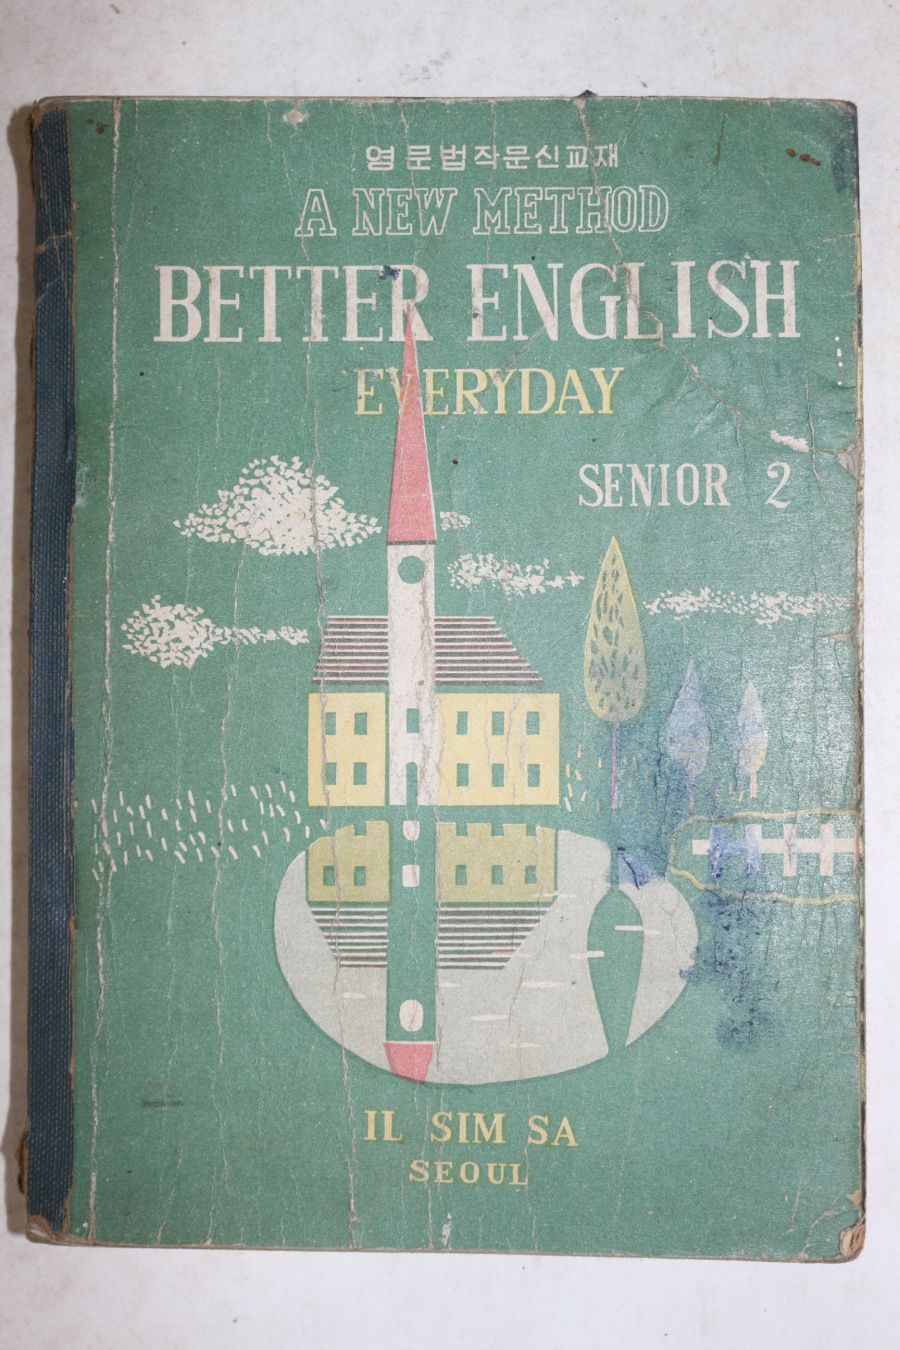 영문법작문신교재
A NEW METHOD
BETTER ENGLISH
EVERYDAY
SENIOR 2
IL SIM SA
SEOUL